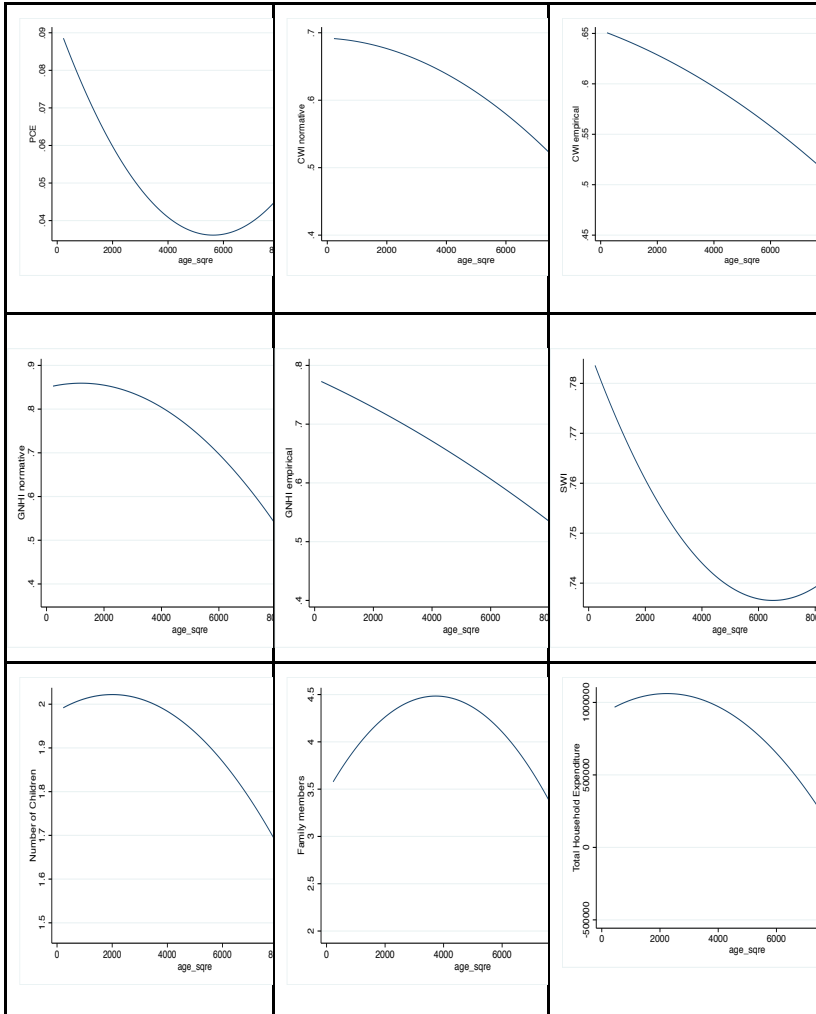 PCE
.09
.08
.07
.06
.05
.04
0 2000 4000 6000 8
age_sqre
CWI normative
.7
.6
.5
.4
0 2000 4000 6000
age_sqre
CWI empirical
.65
.6
.55
.5
.45
0 2000 4000 6000
age_sqre
GNHI normative
.9
.8
.7
.6
.5
.4
0 2000 4000 6000 80
age_sqre
GNHI empirical
.8
.7
.6
.5
.4
0 2000 4000 6000 80
age_sqre
SWI
.78
.77
.76
.75
.74
0 2000 4000 6000 800
age_sqre
Number of Children
2
1.9
1.8
1.7
1.6
1.5
0 2000 4000 6000 8
age_sqre
Family members
4.5
4
3.5
3
2.5
2
0 2000 4000 6000
age_sqre
Total Household Expenditure
1000000
500000
0
-500000
0 2000 4000 6000
age_sqre